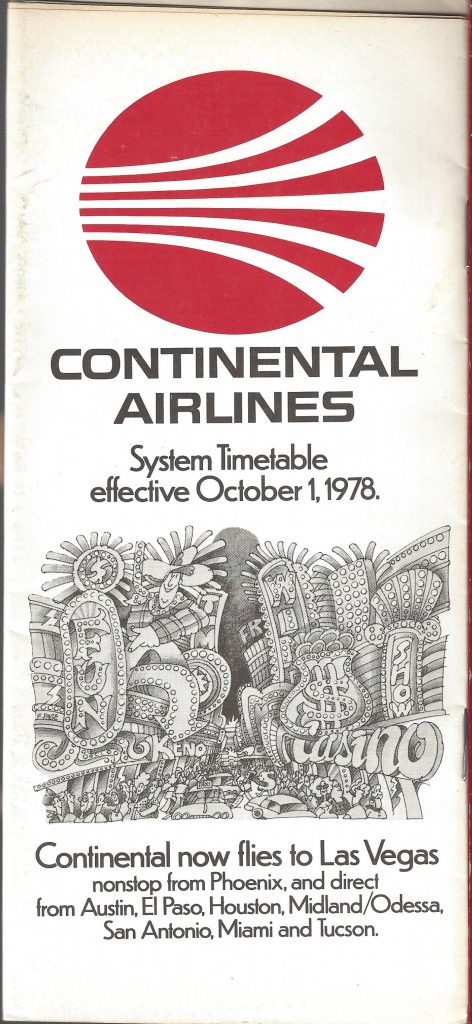 CONTINENTAL
AIRLINES
System Timetable
effective October 1, 1978.
FUN
KENO
WIN
$
SHOW
Casino
Continental now flies to Las Vegas
nonstop from Phoenix, and direct
from Austin, El Paso, Houston, Midland/Odessa,
San Antonio, Miami and Tucson.